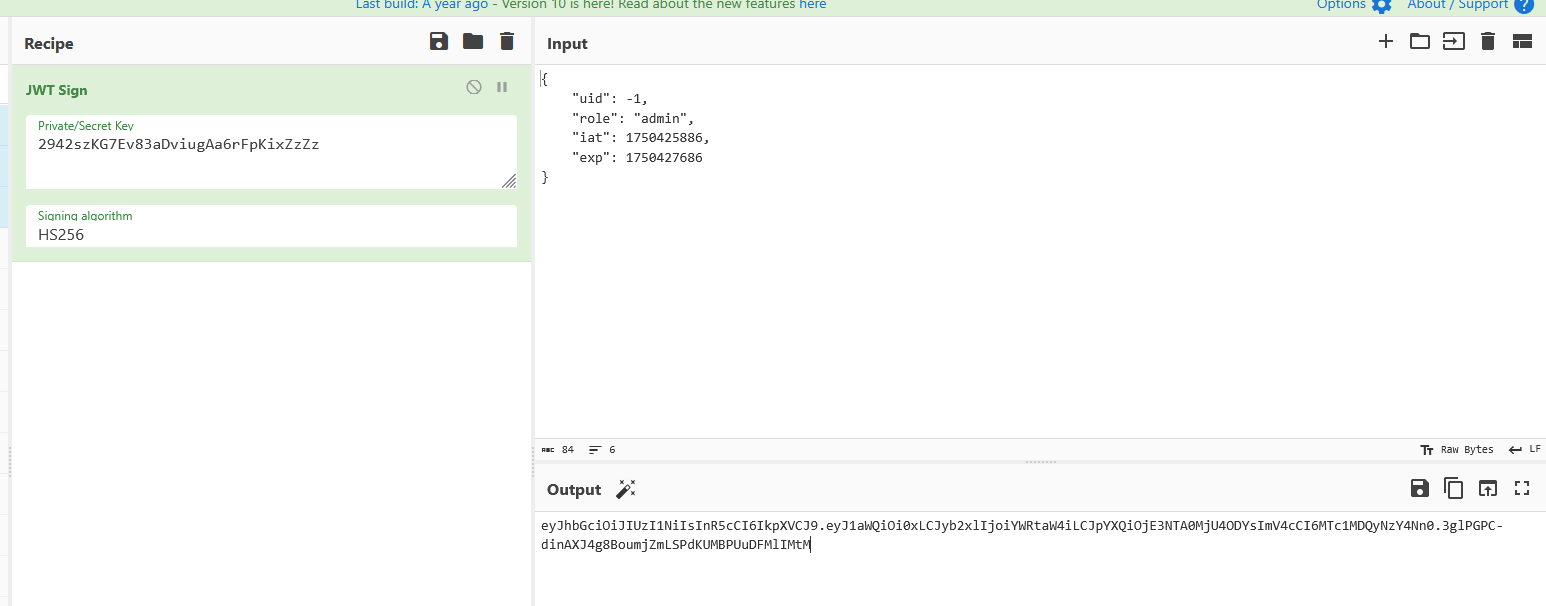 Last build: A year ago - Version 10 is here! Read about the new features here
Options
About / Support
Recipe
JWT Sign
Private/Secret Key
2942szKG7Ev83aDviugAa6rFpKixZzZz
Signing algorithm
HS256
Input
{
    "uid": -1,
    "role": "admin",
    "iat": 1750425886,
    "exp": 1750427686
}
ABC 84 6
Tт Raw Bytes LF
Output
eyJhbGciOiJIUzI1NiIsInR5cCI6IkpXVCJ9.eyJ1aWQiOi0xLCJyb2xlIjoiYWRtaW4iLCJpYXQiOjE3NTA0MjU4ODYsImV4cCI6MTc1MDQyNzY4Nn0.3glPGPC-
dinAXJ4g8BoumjZmLSPdKUMBPUuDFMlIMtM